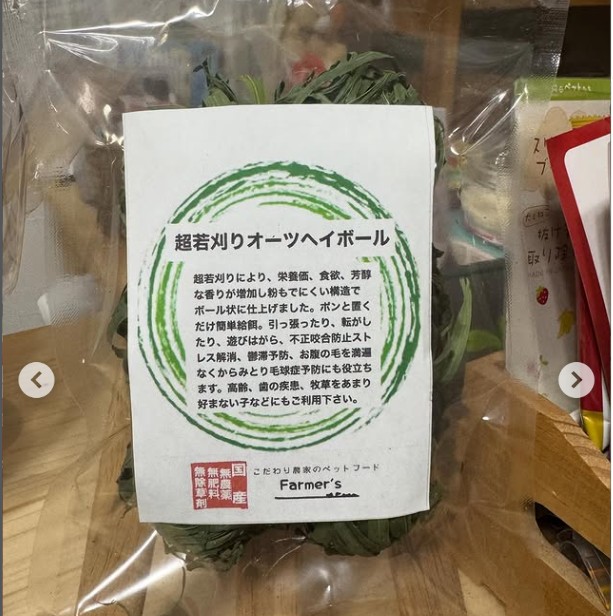 超若刈りオーツヘイボール
超若刈りにより、栄養価、食欲、芳醇
な香りが増加し粉もでにくい構造で
ボール状に仕上げました。ポンと置く
だけ簡単給餌。引っ張ったり、転がし
たり、遊びはがら、不正咬合防止スト
レス解消、鬱滞予防、お腹の毛を満遍
なくからみとり毛球症予防にも役立ち
ます。高齢、歯の疾患、牧草をあまり
好まない子などにもご利用下さい。
国産
無農薬
無肥料
無除草剤
こだわり農家のペットフード
Farmer's